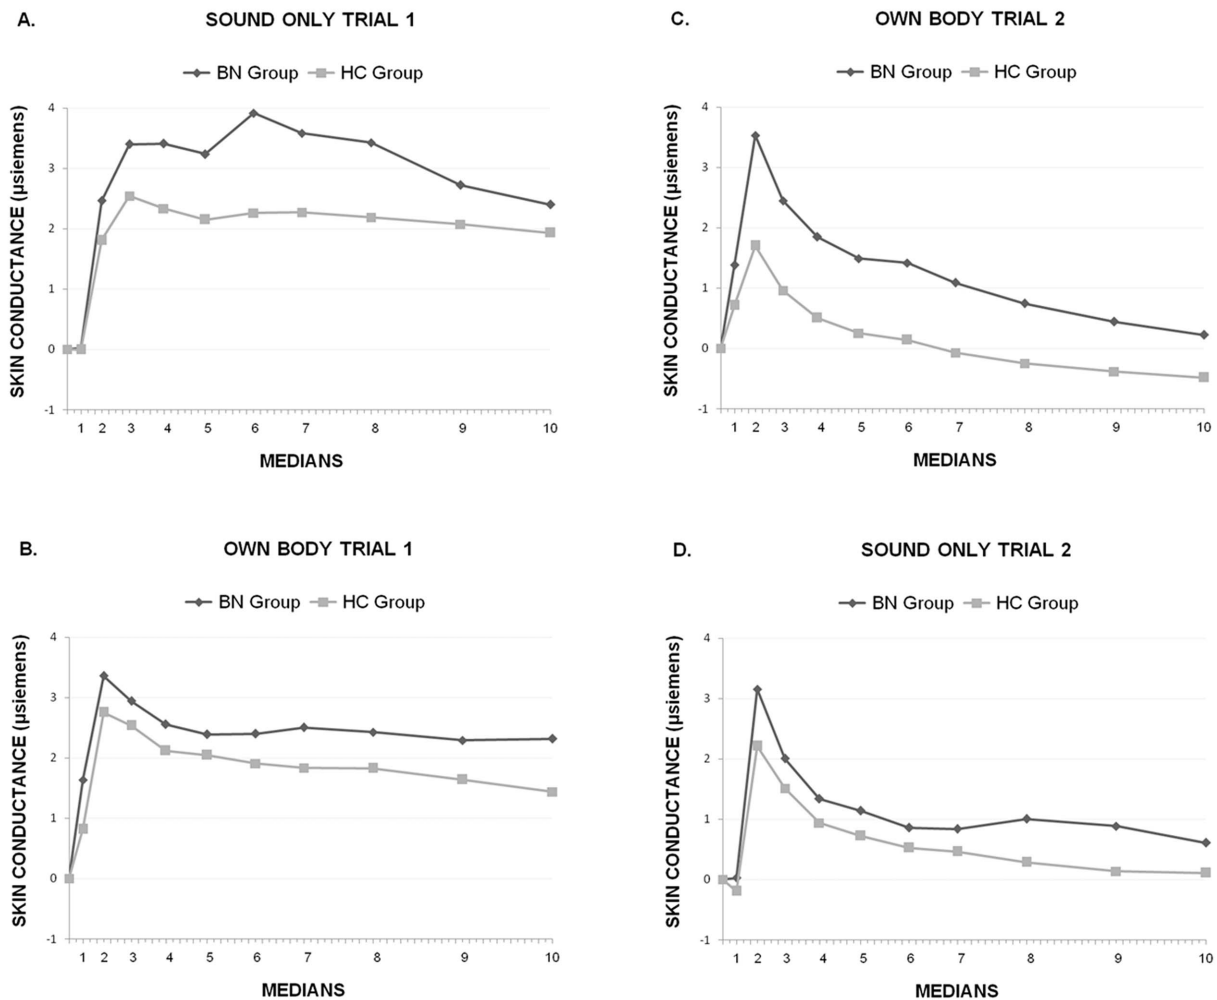 A.
SOUND ONLY TRIAL 1
BN Group HC Group
SKIN CONDUCTANCE (µsiemens)
4
3
2
1
0
-1
1 2 3 4 5 6 7 8 9 10
MEDIANS
C.
OWN BODY TRIAL 2
BN Group HC Group
SKIN CONDUCTANCE (µsiemens)
4
3
2
1
0
-1
1 2 3 4 5 6 7 8 9 10
MEDIANS
B.
OWN BODY TRIAL 1
BN Group HC Group
SKIN CONDUCTANCE (µsiemens)
4
3
2
1
0
-1
1 2 3 4 5 6 7 8 9 10
MEDIANS
D.
SOUND ONLY TRIAL 2
BN Group HC Group
SKIN CONDUCTANCE (µsiemens)
4
3
2
1
0
-1
1 2 3 4 5 6 7 8 9 10
MEDIANS